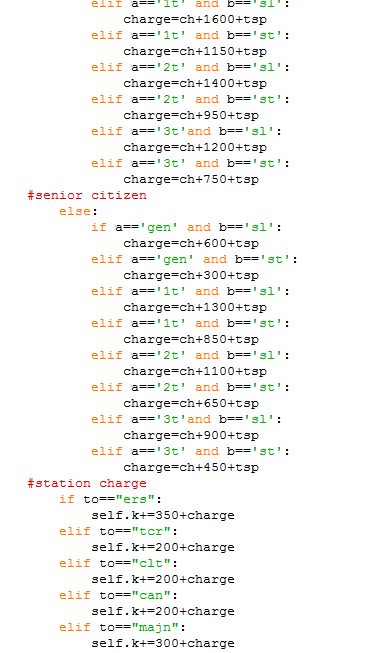 elif a=='1t' and b=='sl':
charge=ch+1600+tsp
elif a=='1t' and b=='st':
charge=ch+1150+tsp
elif a=='2t' and b=='sl':
charge=ch+1400+tsp
elif a=='2t' and b=='st':
charge=ch+950+tsp
elif a=='3t'and b=='sl':
charge=ch+1200+tsp
elif a=='3t' and b=='st':
charge=ch+750+tsp
#senior citizen
else:
if a=='gen' and b=='sl':
charge=ch+600+tsp
elif a=='gen' and b=='st':
charge=ch+300+tsp
elif a=='1t' and b=='sl':
charge=ch+1300+tsp
elif a=='1t' and b=='st':
charge=ch+850+tsp
elif a=='2t' and b=='sl':
charge=ch+1100+tsp
elif a=='2t' and b=='st':
charge=ch+650+tsp
elif a=='3t'and b=='sl':
charge=ch+900+tsp
elif a=='3t' and b=='st':
charge=ch+450+tsp
#station charge
if to=="ers":
self.k+=350+charge
elif to=="tcr":
self.k+=200+charge
elif to=="clt":
self.k+=200+charge
elif to=="can":
self.k+=200+charge
elif to=="majn":
self.k+=300+charge